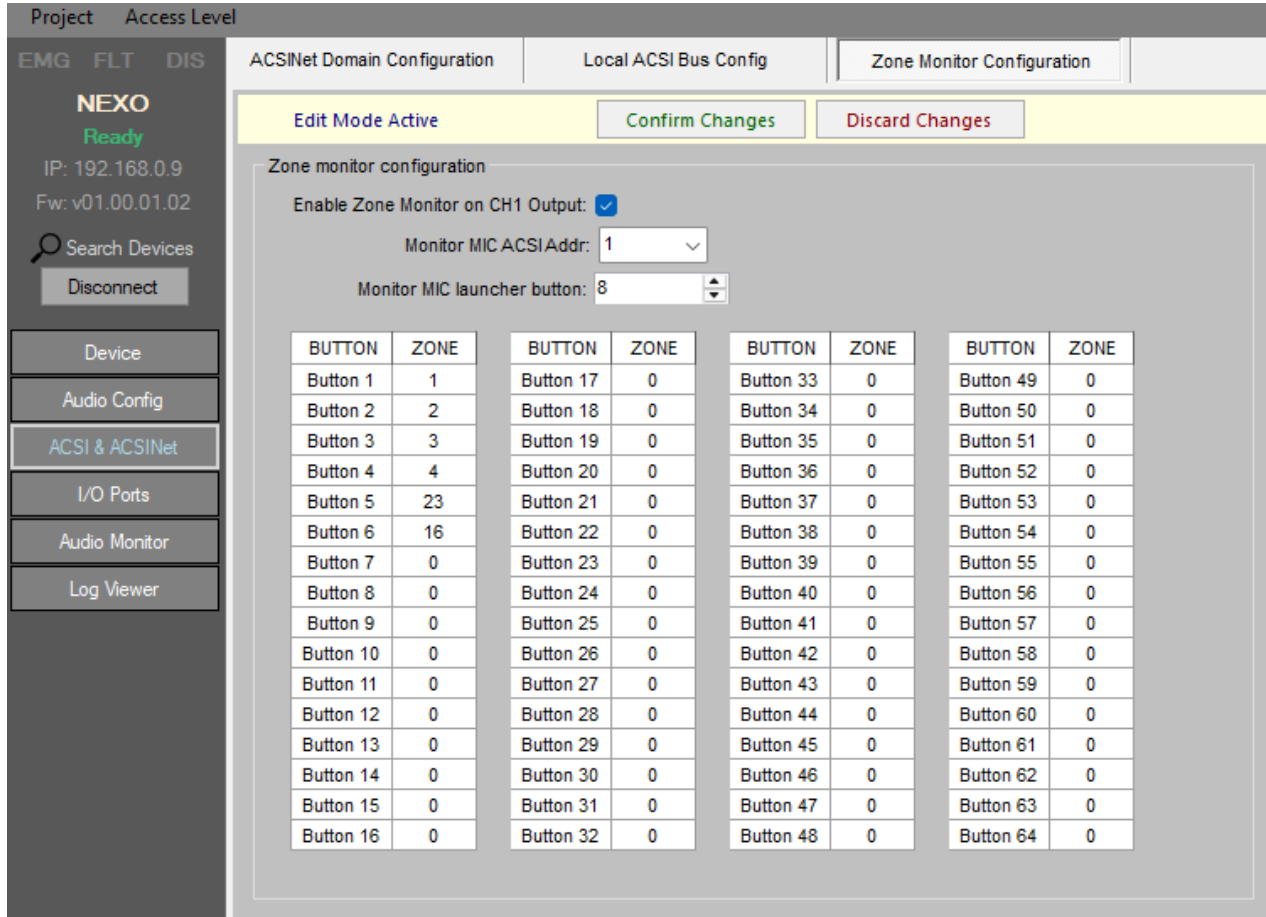 Project Access Level
EMG FLT DIS
NEXO
Ready
IP: 192.168.0.9
Fw: v01.00.01.02
Search Devices
Disconnect
Device
Audio Config
ACSI & ACSINet
I/O Ports
Audio Monitor
Log Viewer
ACSINet Domain Configuration Local ACSI Bus Config Zone Monitor Configuration
Edit Mode Active Confirm Changes Discard Changes
Zone monitor configuration
Enable Zone Monitor on CH1 Output:
Monitor MIC ACSI Addr: 1
Monitor MIC launcher button: 8
BUTTON ZONE BUTTON ZONE BUTTON ZONE BUTTON ZONE
Button 1 1 Button 17 0 Button 33 0 Button 49 0
Button 2 2 Button 18 0 Button 34 0 Button 50 0
Button 3 3 Button 19 0 Button 35 0 Button 51 0
Button 4 4 Button 20 0 Button 36 0 Button 52 0
Button 5 23 Button 21 0 Button 37 0 Button 53 0
Button 6 16 Button 22 0 Button 38 0 Button 54 0
Button 7 0 Button 23 0 Button 39 0 Button 55 0
Button 8 0 Button 24 0 Button 40 0 Button 56 0
Button 9 0 Button 25 0 Button 41 0 Button 57 0
Button 10 0 Button 26 0 Button 42 0 Button 58 0
Button 11 0 Button 27 0 Button 43 0 Button 59 0
Button 12 0 Button 28 0 Button 44 0 Button 60 0
Button 13 0 Button 29 0 Button 45 0 Button 61 0
Button 14 0 Button 30 0 Button 46 0 Button 62 0
Button 15 0 Button 31 0 Button 47 0 Button 63 0
Button 16 0 Button 32 0 Button 48 0 Button 64 0